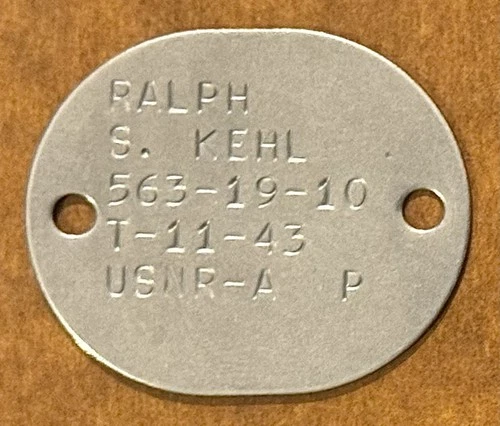 RALPH
S. KEHL
563-19-10
T-11-43
USNR-A P